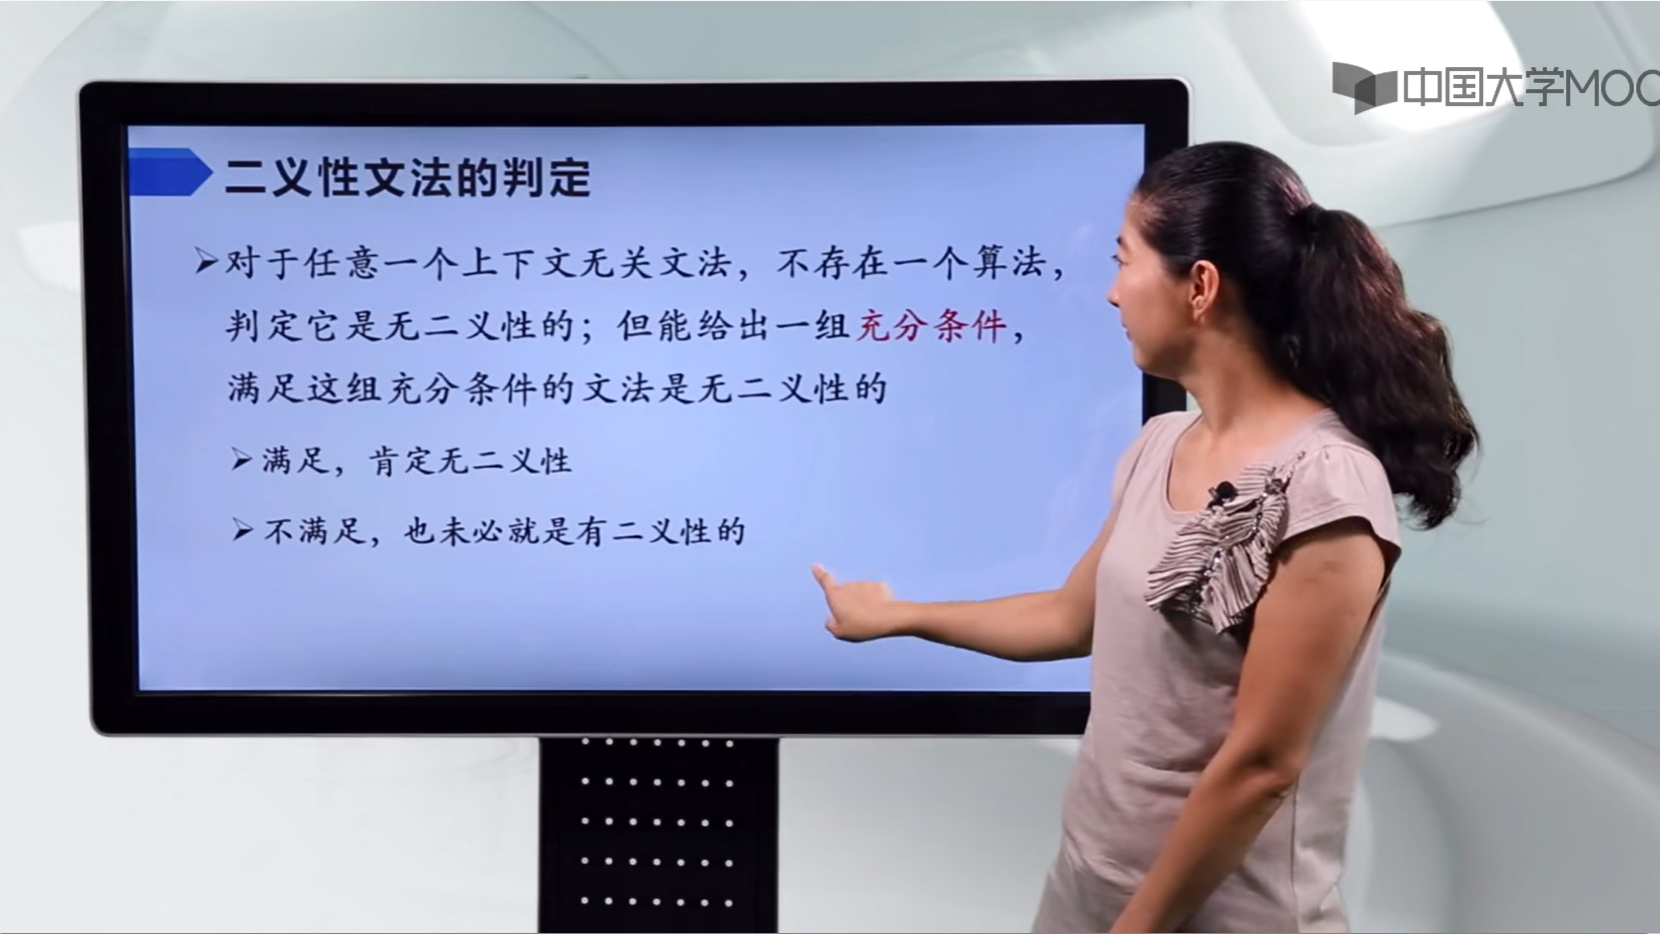 中国大学MOO
二义性文法的判定
对于任意一个上下文无关文法，不存在一个算法，
判定它是无二义性的；但能给出一组充分条件，
满足这组充分条件的文法是无二义性的
满足，肯定无二义性
不满足，也未必就是有二义性的